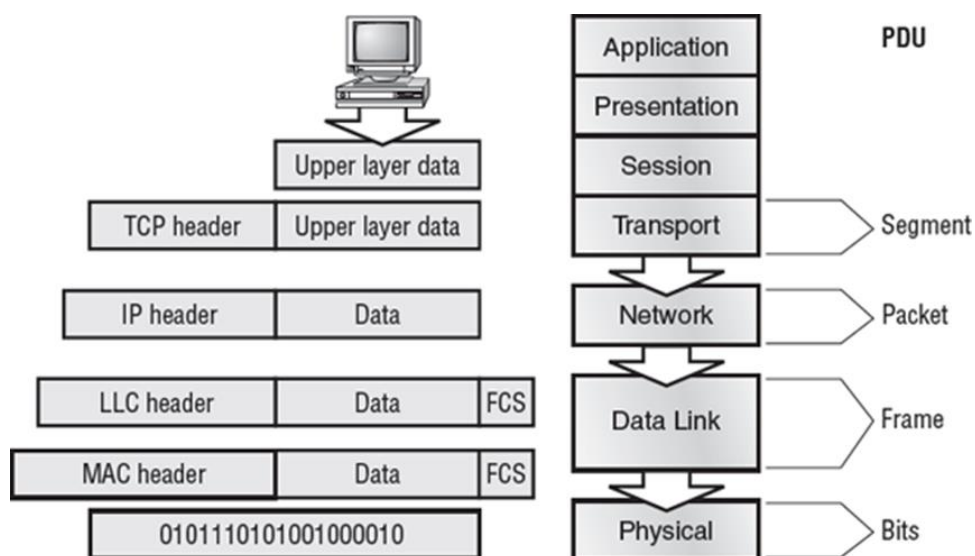 Application
PDU
Presentation
Upper layer data
Session
TCP header
Upper layer data
Transport
Segment
IP header
Data
Network
Packet
LLC header
Data
FCS
Data Link
Frame
MAC header
Data
FCS
0101110101001000010
Physical
Bits